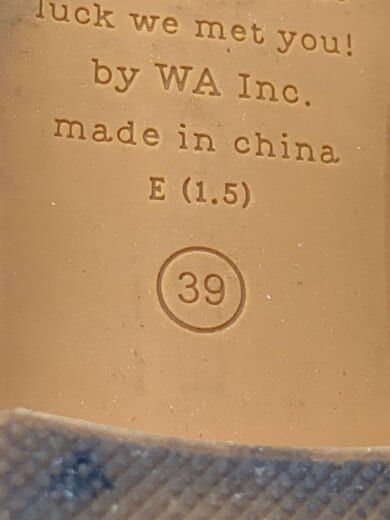 luck we met you!
by WA Inc.
made in china
E (1.5)
39